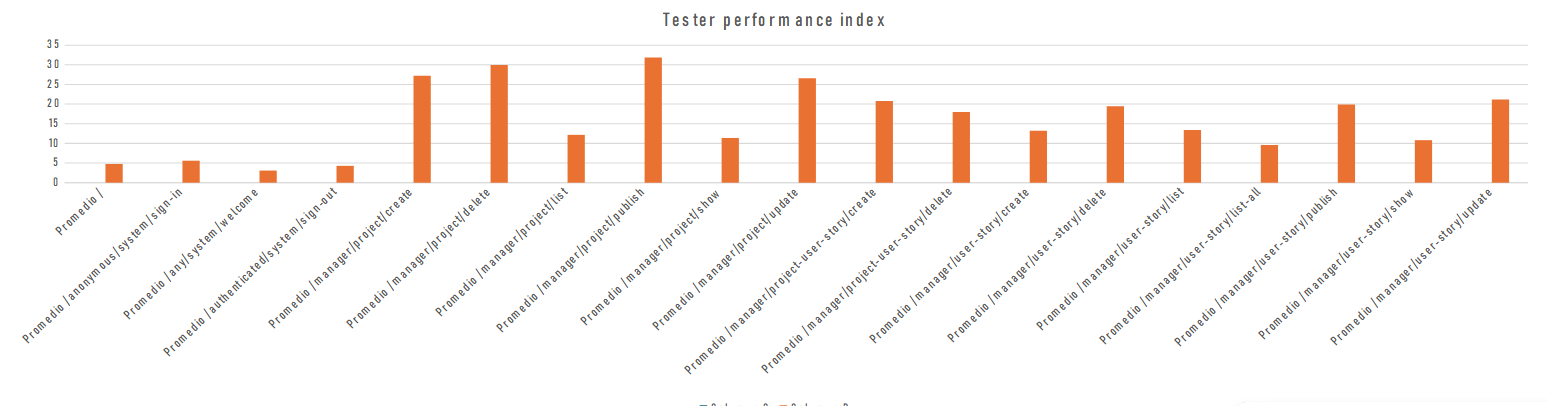 Tester performance index
35
30
25
20
15
10
5
0
Promedio /
Promedio /anonymous/system/sign-in
Promedio /any/system/welcome
Promedio /authenticated/system/sign-out
Promedio /manager/project/create
Promedio /manager/project/delete
Promedio /manager/project/list
Promedio /manager/project/publish
Promedio /manager/project/show
Promedio /manager/project/update
Promedio /manager/project-user-story/create
Promedio /manager/project-user-story/delete
Promedio /manager/user-story/create
Promedio /manager/user-story/delete
Promedio /manager/user-story/list
Promedio /manager/user-story/list-all
Promedio /manager/user-story/publish
Promedio /manager/user-story/show
Promedio /manager/user-story/update